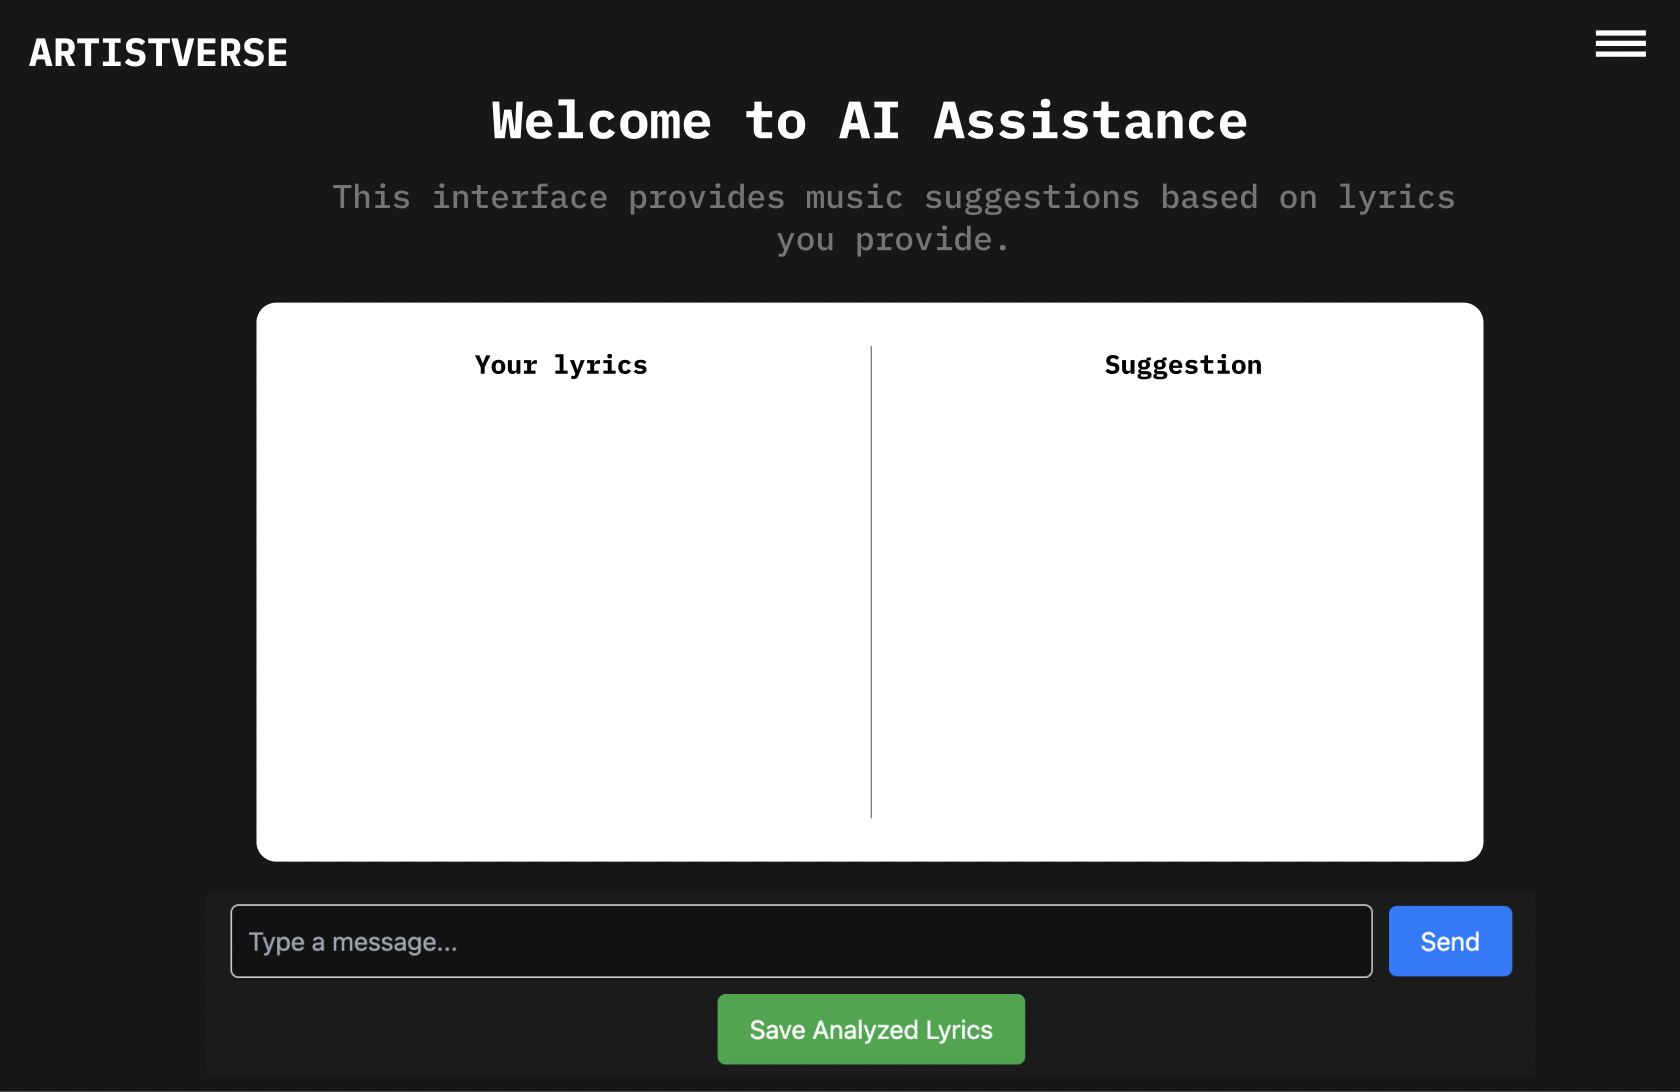 ARTISTVERSE
Welcome to AI Assistance
This interface provides music suggestions based on lyrics
you provide.
Your lyrics
Suggestion
Type a message...
Send
Save Analyzed Lyrics